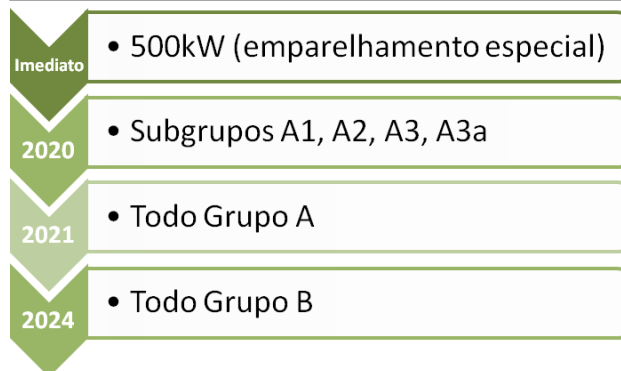 Imediato
• 500kW (emparelhamento especial)
2020
• Subgrupos A1, A2, A3, A3a
2021
• Todo Grupo A
2024
• Todo Grupo B